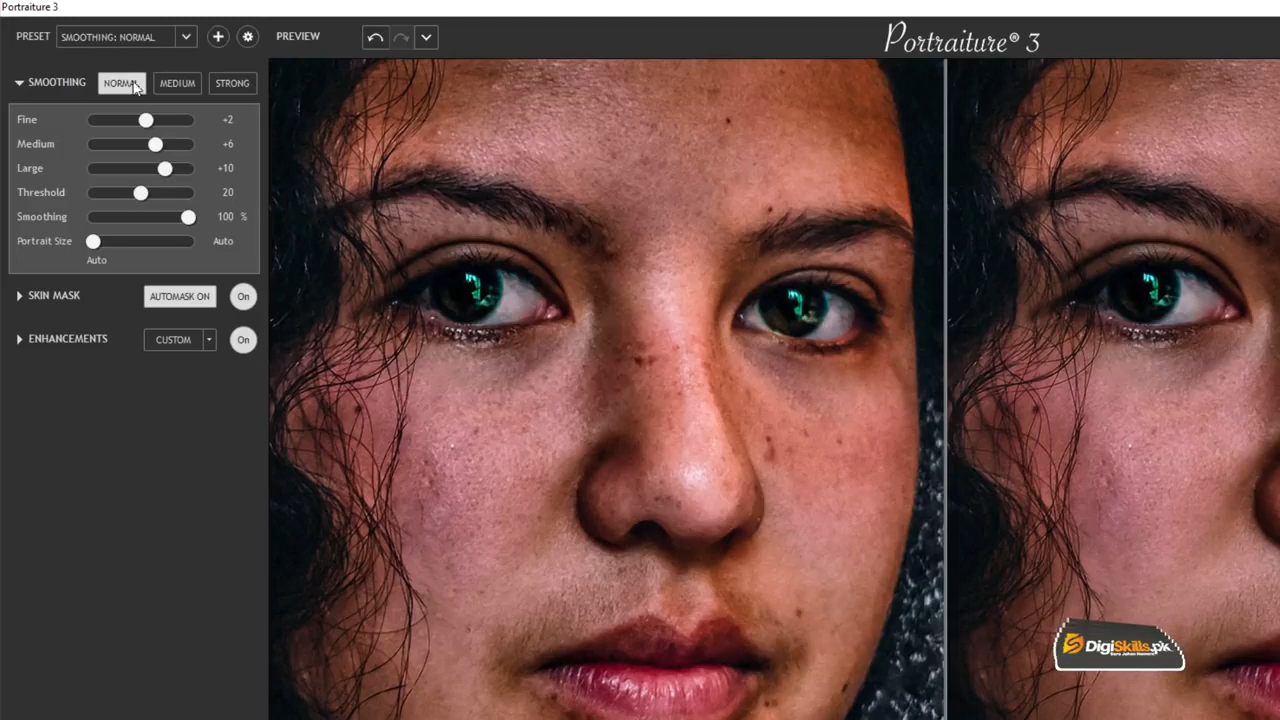 Portraiture 3
PRESET SMOOTHING: NORMAL PREVIEW Portraiture® 3
SMOOTHING NORMAL MEDIUM STRONG
Fine +2
Medium +6
Large +10
Threshold 20
Smoothing 100 %
Portrait Size Auto
Auto
SKIN MASK AUTOMASK ON On
ENHANCEMENTS CUSTOM On
DigiSkills.pk